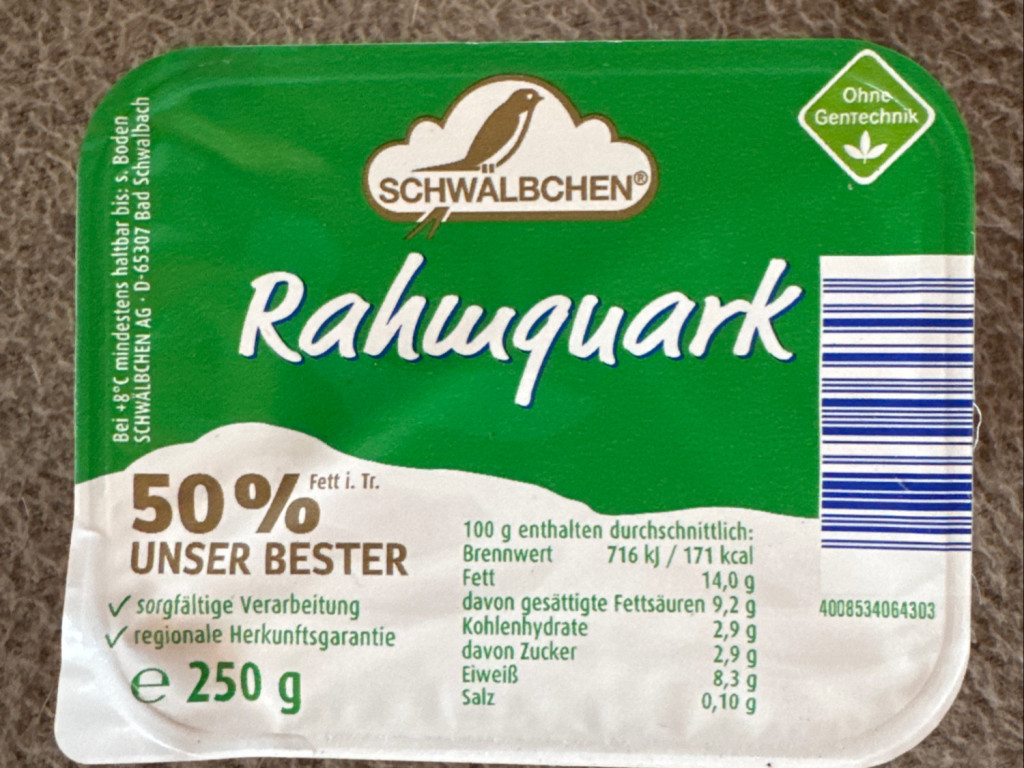 Bei +8°C mindestens haltbar bis: s. Boden
SCHWÄLBCHEN AG · D-65307 Bad Schwalbach
SCHWÄLBCHEN®
Ohne
GenTechnik
Rahmquark
50% Fett i. Tr.
UNSER BESTER
✓ sorgfältige Verarbeitung
✓ regionale Herkunftsgarantie
℮ 250 g
100 g enthalten durchschnittlich:
Brennwert 716 kJ / 171 kcal
Fett 14,0 g
davon gesättigte Fettsäuren 9,2 g
Kohlenhydrate 2,9 g
davon Zucker 2,9 g
Eiweiß 8,3 g
Salz 0,10 g
4008534064303